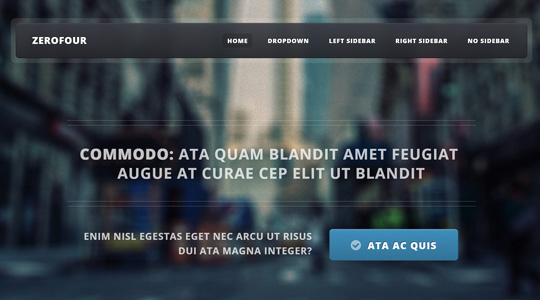 ZEROFOUR
HOME DROPDOWN LEFT SIDEBAR RIGHT SIDEBAR NO SIDEBAR
COMMODO: ATA QUAM BLANDIT AMET FEUGIAT
AUGUE AT CURAE CEP ELIT UT BLANDIT
ENIM NISL EGESTAS EGET NEC ARCU UT RISUS
DUI ATA MAGNA INTEGER?
ATA AC QUIS